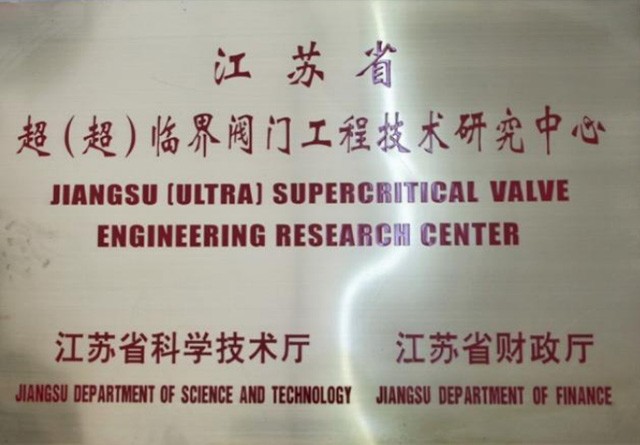 江苏省
超(超)临界阀门工程技术研究中心
JIANGSU (ULTRA) SUPERCRITICAL VALVE
ENGINEERING RESEARCH CENTER
江苏省科学技术厅 江苏省财政厅
JIANGSU DEPARTMENT OF SCIENCE AND TECHNOLOGY JIANGSU DEPARTMENT OF FINANCE